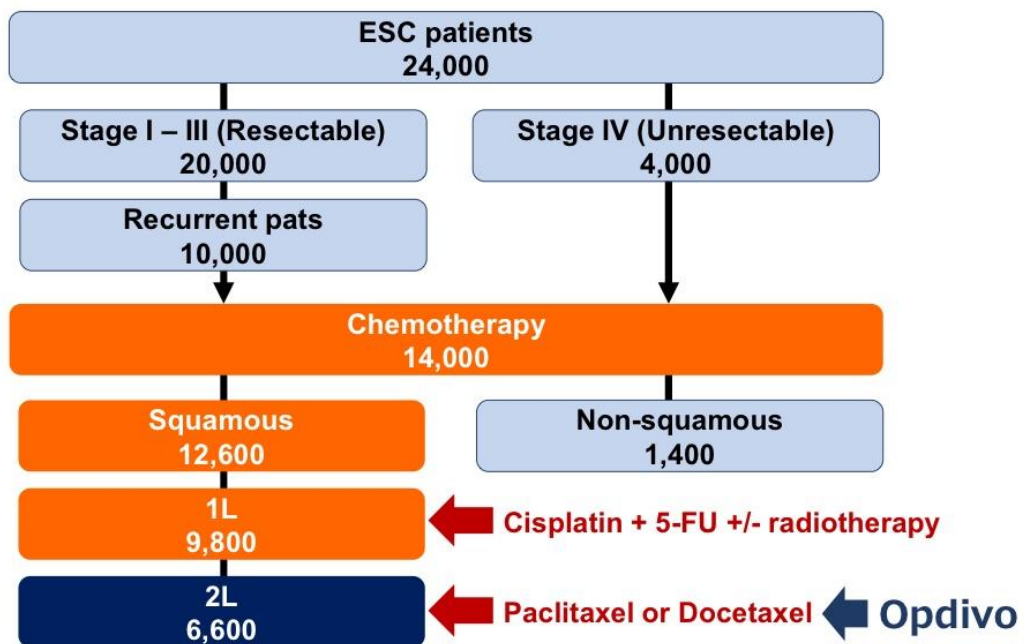 ESC patients
24,000
Stage I – III (Resectable)
20,000
Stage IV (Unresectable)
4,000
Recurrent pats
10,000
Chemotherapy
14,000
Squamous
12,600
Non-squamous
1,400
1L
9,800
Cisplatin + 5-FU +/- radiotherapy
2L
6,600
Paclitaxel or Docetaxel
Opdivo